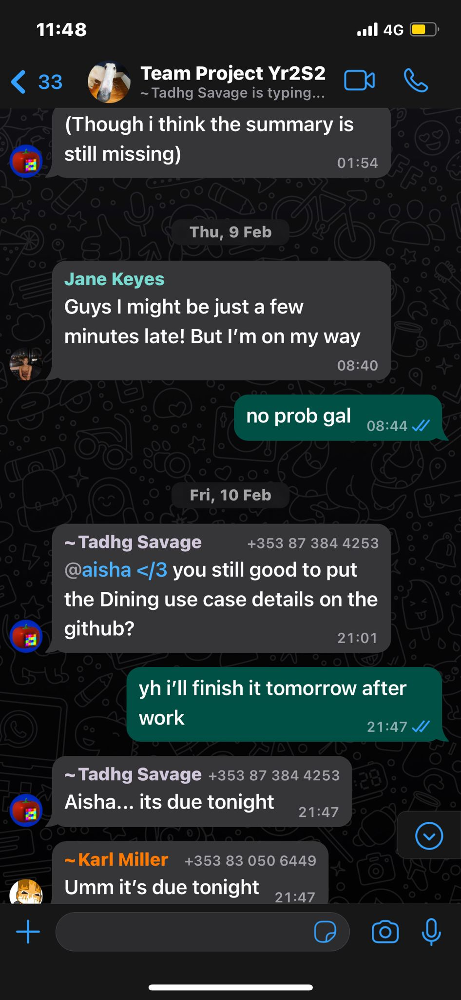 11:48
4G
33
Team Project Yr2S2
~Tadhg Savage is typing...
(Though i think the summary is
still missing)
01:54
Thu, 9 Feb
Jane Keyes
Guys I might be just a few
minutes late! But I'm on my way
08:40
no prob gal
08:44
Fri, 10 Feb
~Tadhg Savage +353 87 384 4253
@aisha </3 you still good to put
the Dining use case details on the
github?
21:01
yh i'll finish it tomorrow after
work
21:47
~Tadhg Savage +353 87 384 4253
Aisha... its due tonight
21:47
~Karl Miller +353 83 050 6449
Umm it's due tonight
21:47